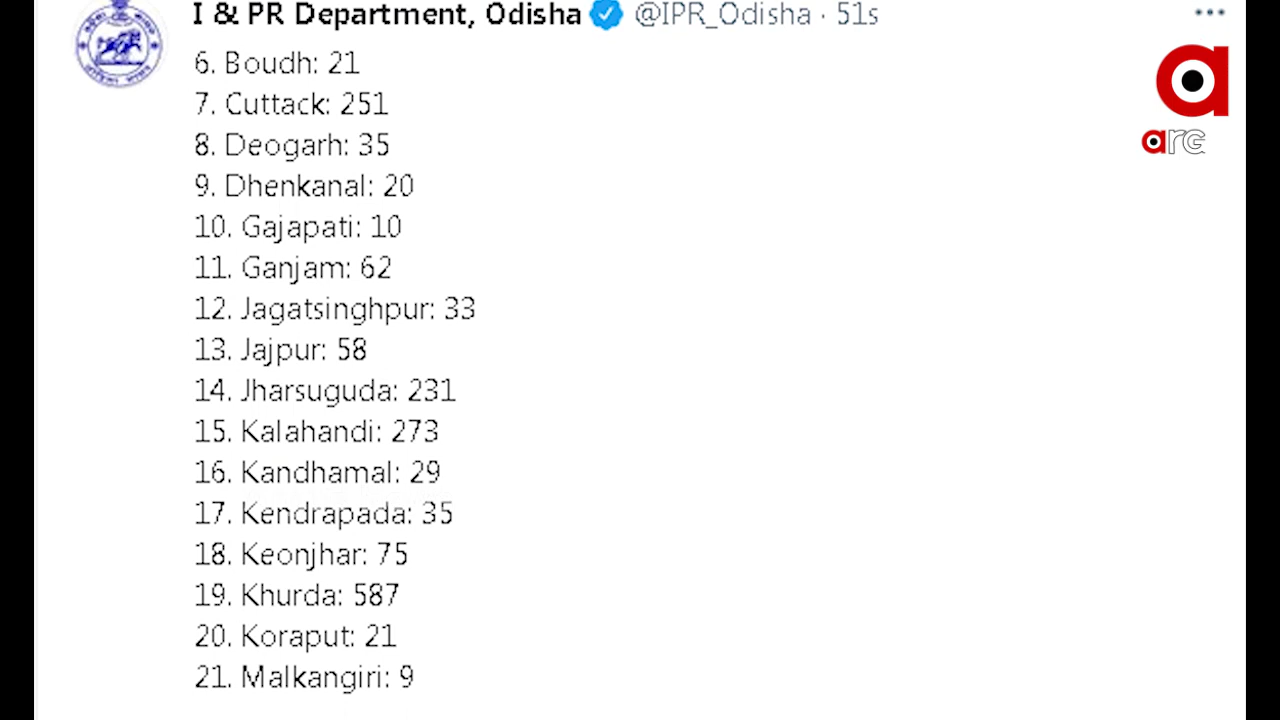 I & PR Department, Odisha @IPR_Odisha · 51s
6. Boudh: 21
7. Cuttack: 251
8. Deogarh: 35
9. Dhenkanal: 20
10. Gajapati: 10
11. Ganjam: 62
12. Jagatsinghpur: 33
13. Jajpur: 58
14. Jharsuguda: 231
15. Kalahandi: 273
16. Kandhamal: 29
17. Kendrapada: 35
18. Keonjhar: 75
19. Khurda: 587
20. Koraput: 21
21. Malkangiri: 9
a
arG